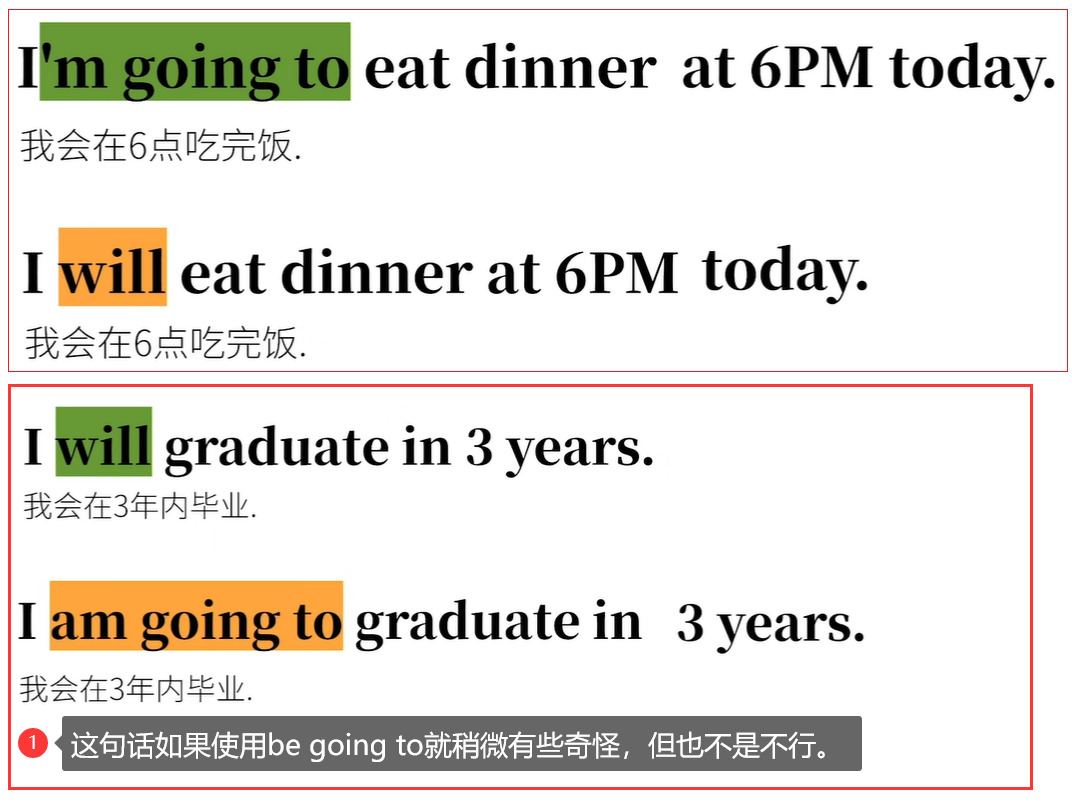 I'm going to eat dinner at 6PM today.
我会在6点吃完饭.
I will eat dinner at 6PM today.
我会在6点吃完饭.
I will graduate in 3 years.
我会在3年内毕业.
I am going to graduate in 3 years.
我会在3年内毕业.
1 这句话如果使用be going to就稍微有些奇怪，但也不是不行。